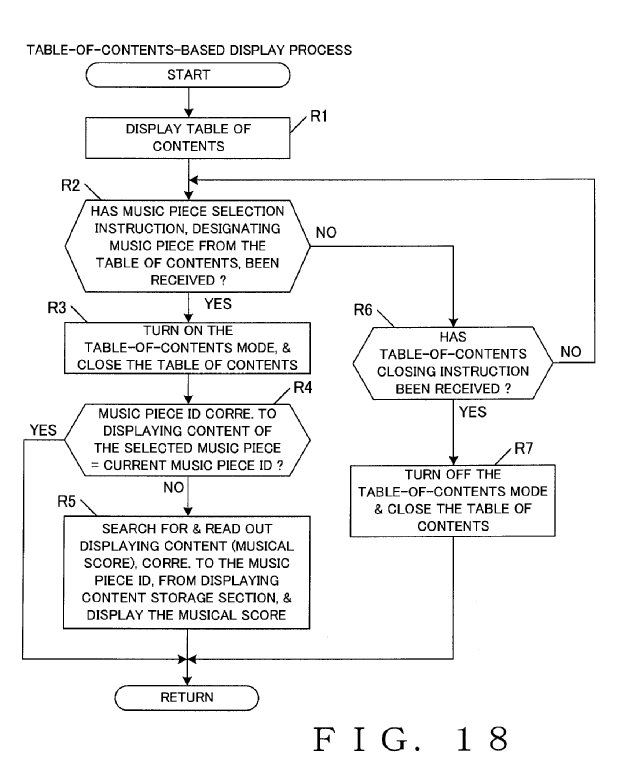 TABLE-OF-CONTENTS-BASED DISPLAY PROCESS
START
R1
DISPLAY TABLE OF
CONTENTS
R2
HAS MUSIC PIECE SELECTION
INSTRUCTION, DESIGNATING
MUSIC PIECE FROM THE
TABLE OF CONTENTS, BEEN
RECEIVED ?
NO
YES
R3
TURN ON THE
TABLE-OF-CONTENTS MODE, &
CLOSE THE TABLE OF CONTENTS
R6
HAS
TABLE-OF-CONTENTS
CLOSING INSTRUCTION
BEEN RECEIVED ?
NO
YES
R4
MUSIC PIECE ID CORRE. TO
DISPLAYING CONTENT OF
THE SELECTED MUSIC PIECE
= CURRENT MUSIC PIECE ID ?
YES
NO
R7
TURN OFF THE
TABLE-OF-CONTENTS MODE
& CLOSE THE TABLE OF
CONTENTS
R5
SEARCH FOR & READ OUT
DISPLAYING CONTENT (MUSICAL
SCORE), CORRE. TO THE MUSIC
PIECE ID, FROM DISPLAYING
CONTENT STORAGE SECTION, &
DISPLAY THE MUSICAL SCORE
RETURN
FIG. 18